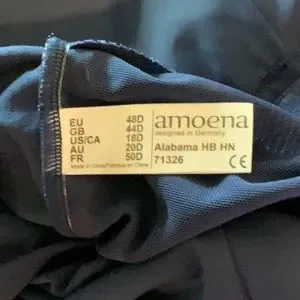 EU 48D
GB 44D
US/CA 18D
AU 20D
FR 50D
Made in China/Fabriqué en Chine
amoena
designed in Germany
Alabama HB HN
71326 CE